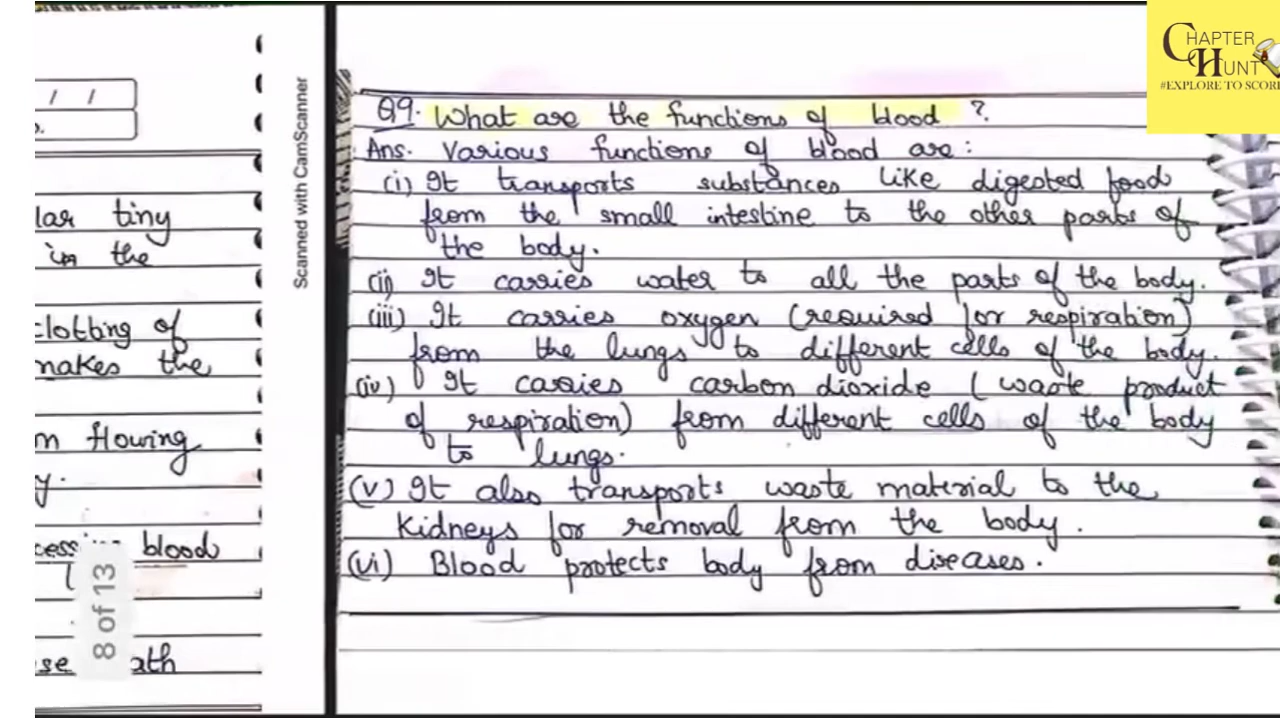 / /
lar tiny
in the
clotting of
makes the
m flowing
y.
blood
8 of 13
Scanned with CamScanner
CHAPTER
HUNT
#EXPLORE TO SCORE
Q9. What are the functions of blood ?
Ans. Various functions of blood are:
(i) It transports substances like digested food
from the small intestine to the other parts of
the body.
(ii) It carries water to all the parts of the body.
(iii) It carries oxygen (required for respiration)
from the lungs to different cells of the body.
(iv) It carries carbon dioxide ( waste product
of respiration) from different cells of the body
to lungs.
(v) It also transports waste material to the
kidneys for removal from the body.
(vi) Blood protects body from diseases.